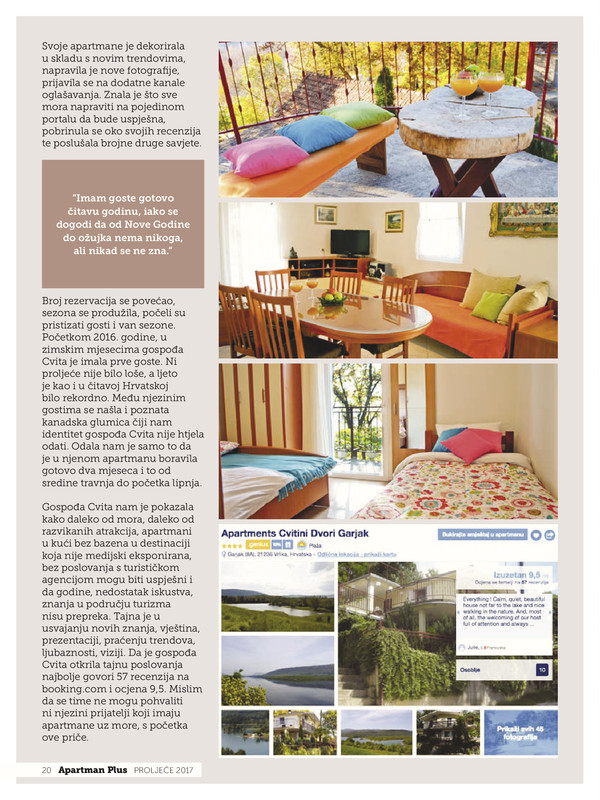 Svoje apartmane je dekorirala
u skladu s novim trendovima,
napravila je nove fotografije,
prijavila se na dodatne kanale
oglašavanja. Znala je što sve
mora napraviti na pojedinom
portalu da bude uspješna,
pobrinula se oko svojih recenzija
te poslušala brojne druge savjete.
"Imam goste gotovo
čitavu godinu, iako se
dogodi da od Nove Godine
do ožujka nema nikoga,
ali nikad se ne zna."
Broj rezervacija se povećao,
sezona se produžila, počeli su
pristizati gosti i van sezone.
Početkom 2016. godine, u
zimskim mjesecima gospođa
Cvita je imala prve goste. Ni
proljeće nije bilo loše, a ljeto
je kao i u čitavoj Hrvatskoj
bilo rekordno. Među njezinim
gostima se našla i poznata
kanadska glumica čiji nam
identitet gospođa Cvita nije htjela
odati. Odala nam je samo to da
je u njenom apartmanu boravila
gotovo dva mjeseca i to od
sredine travnja do početka lipnja.
Gospođa Cvita nam je pokazala
kako daleko od mora, daleko od
razvikanih atrakcija, apartmani
u kući bez bazena u destinaciji
koja nije medijski eksponirana,
bez poslovanja s turističkom
agencijom mogu biti uspješni i
da godine, nedostatak iskustva,
znanja u području turizma
nisu prepreka. Tajna je u
usvajanju novih znanja, vještina,
prezentaciji, praćenju trendova,
ljubaznosti, viziji. Da je gospođa
Cvita otkrila tajnu poslovanja
najbolje govori 57 recenzija na
booking.com i ocjena 9,5. Mislim
da se time ne mogu pohvaliti
ni njezini prijatelji koji imaju
apartmane uz more, s početka
ove priče.
Apartments Cvitini Dvori Garjak
Bukirajte smještaj u apartmanu
genius
Plaža
Garjak (9A), 21236 Vrlika, Hrvatska - Odlična lokacija - prikaži kartu
Izuzetan 9,5
Ocjena se temelji na 57 recenzija
Everything ! Calm, quiet, beautiful
house not far to the lake and nice
walking in the nature. And, most
of all, the welcoming of our host
full of attention and always ...
Julie, Francuska
Osoblje 10
Prikaži svih 46
fotografija
20 Apartman Plus PROLJEĆE 2017